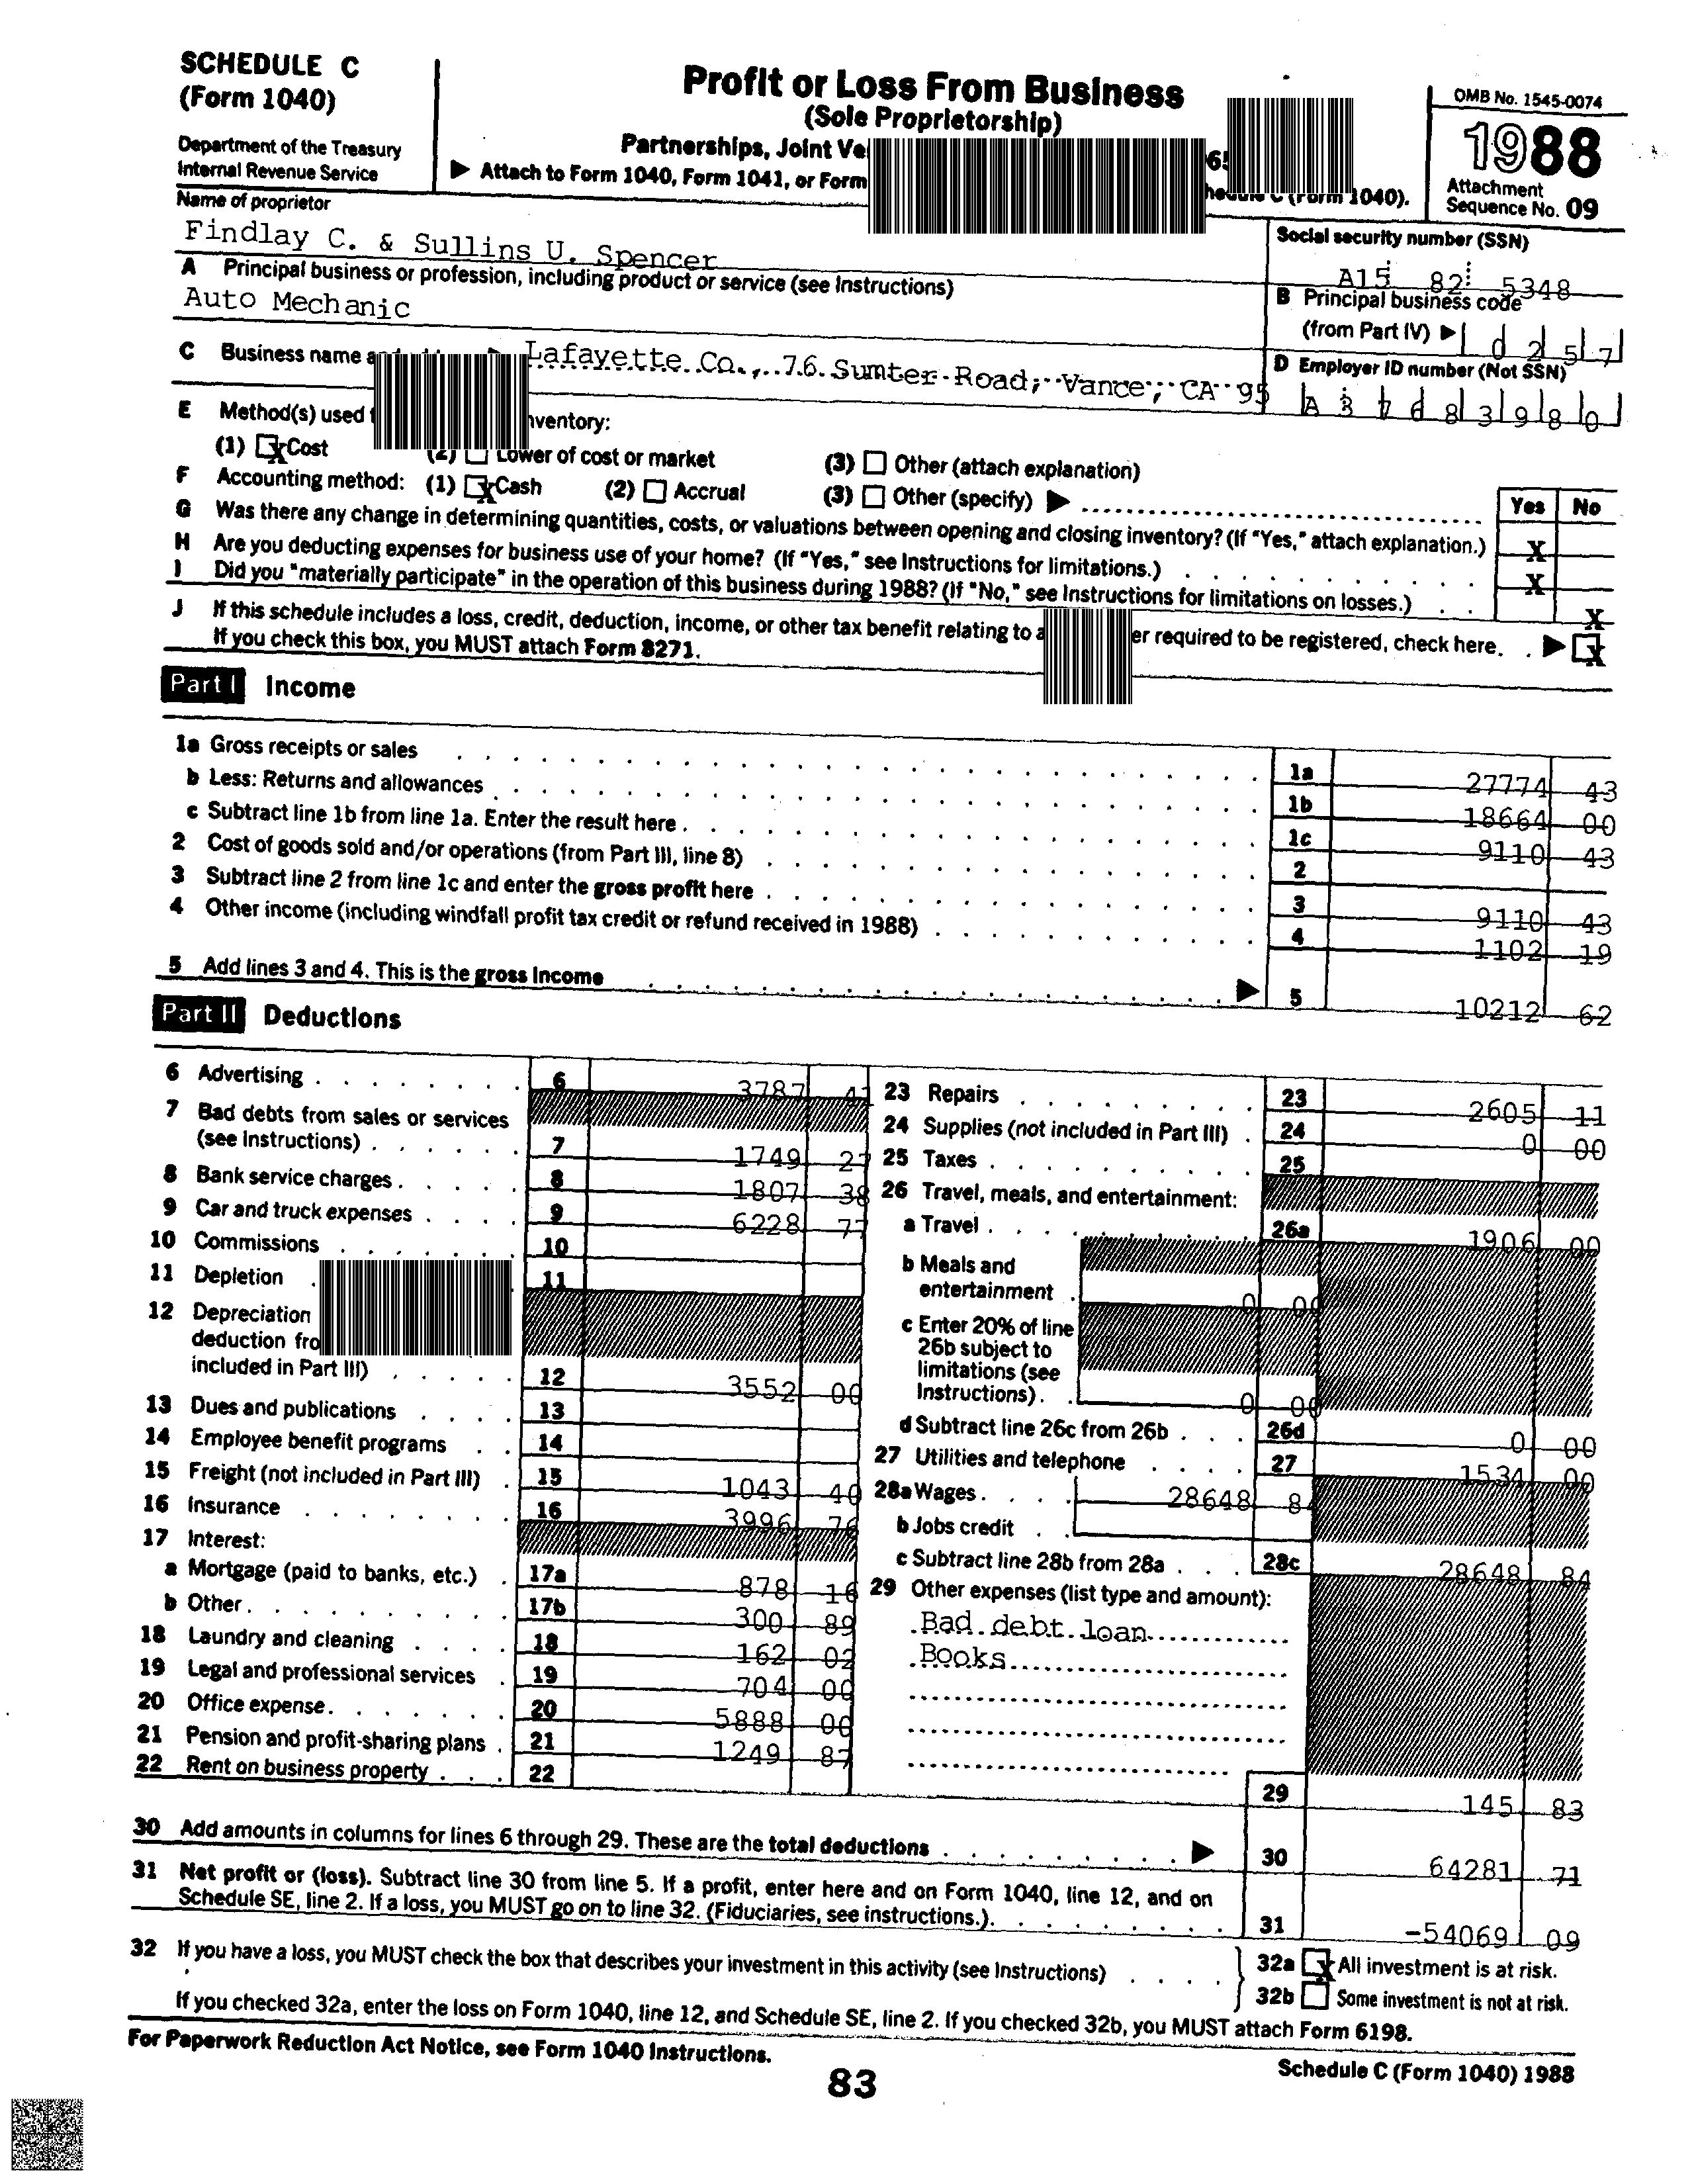 SCHEDULE C
(Form 1040)
Department of the Treasury
Internal Revenue Service
Profit or Loss From Business
(Sole Proprietorship)
Partnerships, Joint
▶ Attach to Form 1040, Form 1041, or Form
C (Form 1040).
OMB No. 1545-0074
1988
Attachment
Sequence No. 09
Name of proprietor
Findlay C. & Sullins U. Spencer
Social security number (SSN)
A15 82 5348
A Principal business or profession, including product or service (see Instructions)
Auto Mechanic
B Principal business code
(from Part IV) ▶ 0 2 5 7
C Business name
Lafayette Co., 76 Sumter Road, Vance, CA 95
D Employer ID number (Not SSN)
A 3 7 6 8 3 9 8 0
E Method(s) used
(1) X Cost
(2) Lower of cost or market
(3) Other (attach explanation)
F Accounting method: (1) X Cash (2) Accrual (3) Other (specify) ▶
Yes No
G Was there any change in determining quantities, costs, or valuations between opening and closing inventory? (If "Yes," attach explanation.) X
H Are you deducting expenses for business use of your home? (If "Yes," see Instructions for limitations.) X
I Did you "materially participate" in the operation of this business during 1988? (If "No," see Instructions for limitations on losses.) X
J If this schedule includes a loss, credit, deduction, income, or other tax benefit relating to a required to be registered, check here. ▶ X
If you check this box, you MUST attach Form 8271.
Part I Income
1a Gross receipts or sales 1a 27774 43
b Less: Returns and allowances 1b 18664 00
c Subtract line 1b from line 1a. Enter the result here 1c 9110 43
2 Cost of goods sold and/or operations (from Part III, line 8) 2
3 Subtract line 2 from line 1c and enter the gross profit here 3 9110 43
4 Other income (including windfall profit tax credit or refund received in 1988) 4 1102 19
5 Add lines 3 and 4. This is the gross income ▶ 5 10212 62
Part II Deductions
6 Advertising 6 3787 41
7 Bad debts from sales or services
(see Instructions) 7 1749 27
8 Bank service charges 8 1807 38
9 Car and truck expenses 9 6228 77
10 Commissions 10
11 Depletion 11
12 Depreciation
deduction
included in Part III) 12 3552 00
13 Dues and publications 13
14 Employee benefit programs 14
15 Freight (not included in Part III) 15 1043 40
16 Insurance 16 3996 76
17 Interest:
a Mortgage (paid to banks, etc.) 17a 878 16
b Other 17b 300 89
18 Laundry and cleaning 18 162 02
19 Legal and professional services 19 704 00
20 Office expense 20 5888 00
21 Pension and profit-sharing plans 21 1249 87
22 Rent on business property 22
23 Repairs 23 2605 11
24 Supplies (not included in Part III) 24 0 00
25 Taxes 25
26 Travel, meals, and entertainment:
a Travel 26a 1906 00
b Meals and
entertainment 0 00
c Enter 20% of line
26b subject to
limitations (see
Instructions) 0 00
d Subtract line 26c from 26b 26d 0 00
27 Utilities and telephone 27 1534 00
28a Wages 28648 84
b Jobs credit
c Subtract line 28b from 28a 28c 28648 84
29 Other expenses (list type and amount):
Bad debt loan
Books
29 145 83
30 Add amounts in columns for lines 6 through 29. These are the total deductions ▶ 30 64281 71
31 Net profit or (loss). Subtract line 30 from line 5. If a profit, enter here and on Form 1040, line 12, and on
Schedule SE, line 2. If a loss, you MUST go on to line 32. (Fiduciaries, see instructions.) 31 -54069 09
32 If you have a loss, you MUST check the box that describes your investment in this activity (see Instructions)
32a X All investment is at risk.
32b Some investment is not at risk.
If you checked 32a, enter the loss on Form 1040, line 12, and Schedule SE, line 2. If you checked 32b, you MUST attach Form 6198.
For Paperwork Reduction Act Notice, see Form 1040 Instructions.
83
Schedule C (Form 1040) 1988